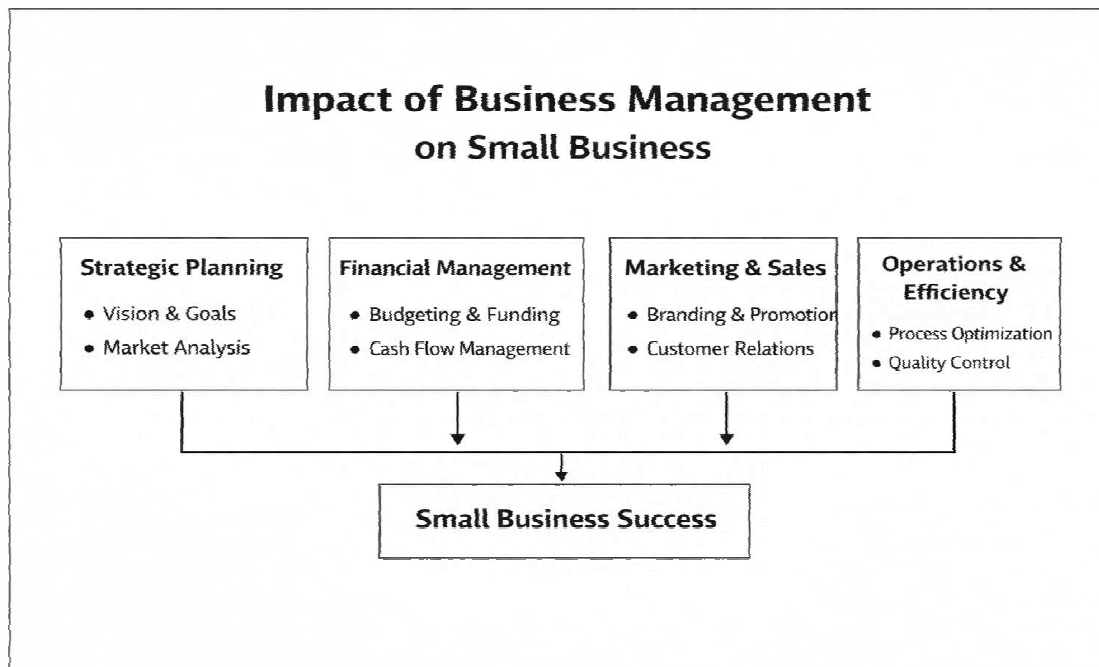 Impact of Business Management
on Small Business
Strategic Planning
• Vision & Goals
• Market Analysis
Financial Management
• Budgeting & Funding
• Cash Flow Management
Marketing & Sales
• Branding & Promotion
• Customer Relations
Operations &
Efficiency
• Process Optimization
• Quality Control
Small Business Success